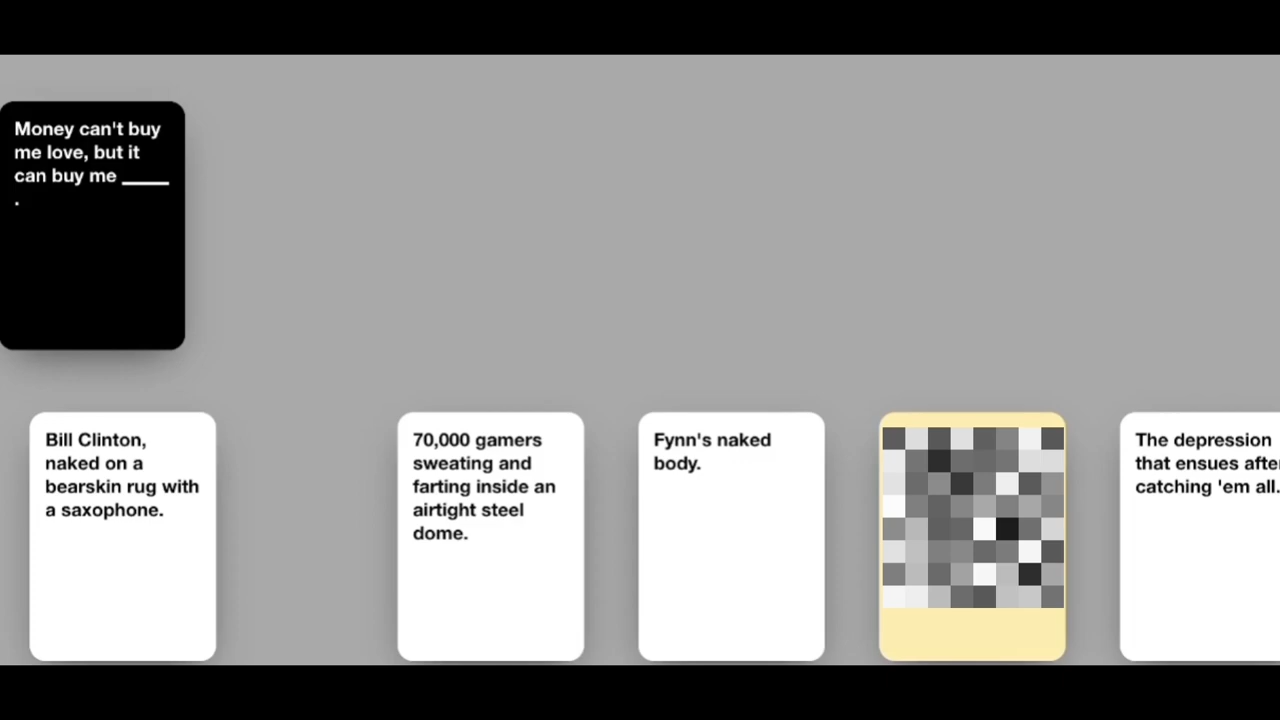 Money can't buy
me love, but it
can buy me _____
.
Bill Clinton,
naked on a
bearskin rug with
a saxophone.
70,000 gamers
sweating and
farting inside an
airtight steel
dome.
Fynn's naked
body.
The depression
that ensues afte
catching 'em all.